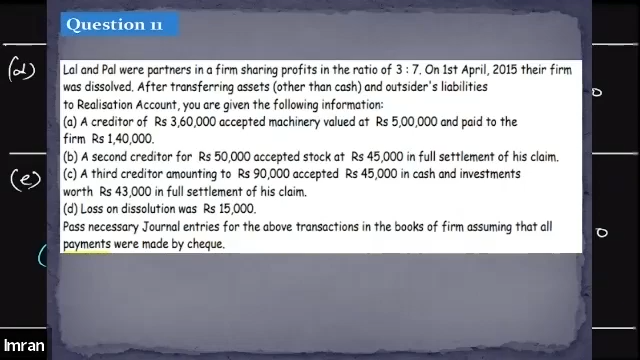 Question 11
(d)
Lal and Pal were partners in a firm sharing profits in the ratio of 3 : 7. On 1st April, 2015 their firm
was dissolved. After transferring assets (other than cash) and outsider's liabilities
to Realisation Account, you are given the following information:
(a) A creditor of Rs 3,60,000 accepted machinery valued at Rs 5,00,000 and paid to the
firm Rs 1,40,000.
(b) A second creditor for Rs 50,000 accepted stock at Rs 45,000 in full settlement of his claim.
(e)
(c) A third creditor amounting to Rs 90,000 accepted Rs 45,000 in cash and investments
worth Rs 43,000 in full settlement of his claim.
(d) Loss on dissolution was Rs 15,000.
Pass necessary Journal entries for the above transactions in the books of firm assuming that all
payments were made by cheque.
Imran